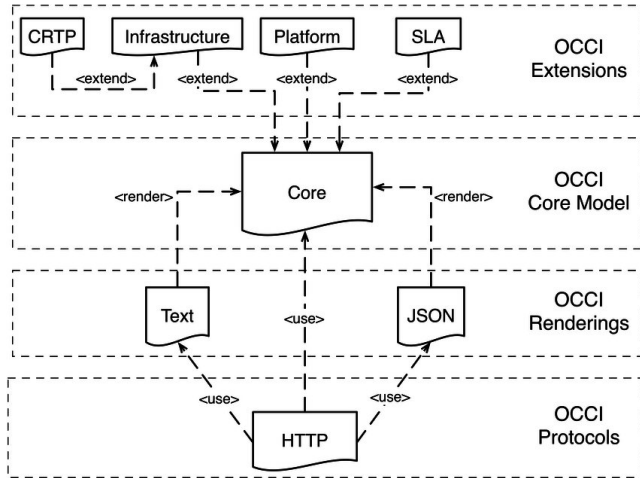 CRTP
Infrastructure
Platform
SLA
OCCI
Extensions
<extend>
<extend>
<extend>
<extend>
Core
OCCI
Core Model
<render>
<render>
Text
<use>
JSON
OCCI
Renderings
<use>
<use>
HTTP
OCCI
Protocols